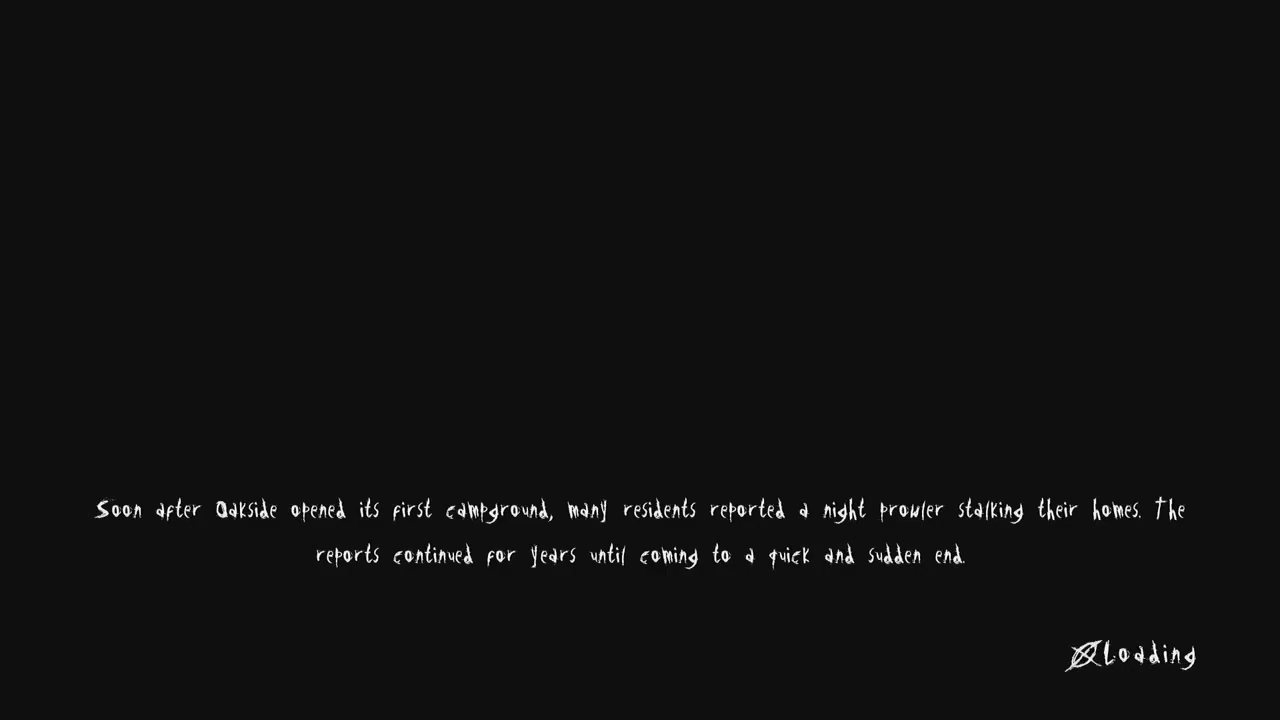 Soon after Oakside opened its first campground, many residents reported a night prowler stalking their homes. The
reports continued for years until coming to a quick and sudden end.
Loading